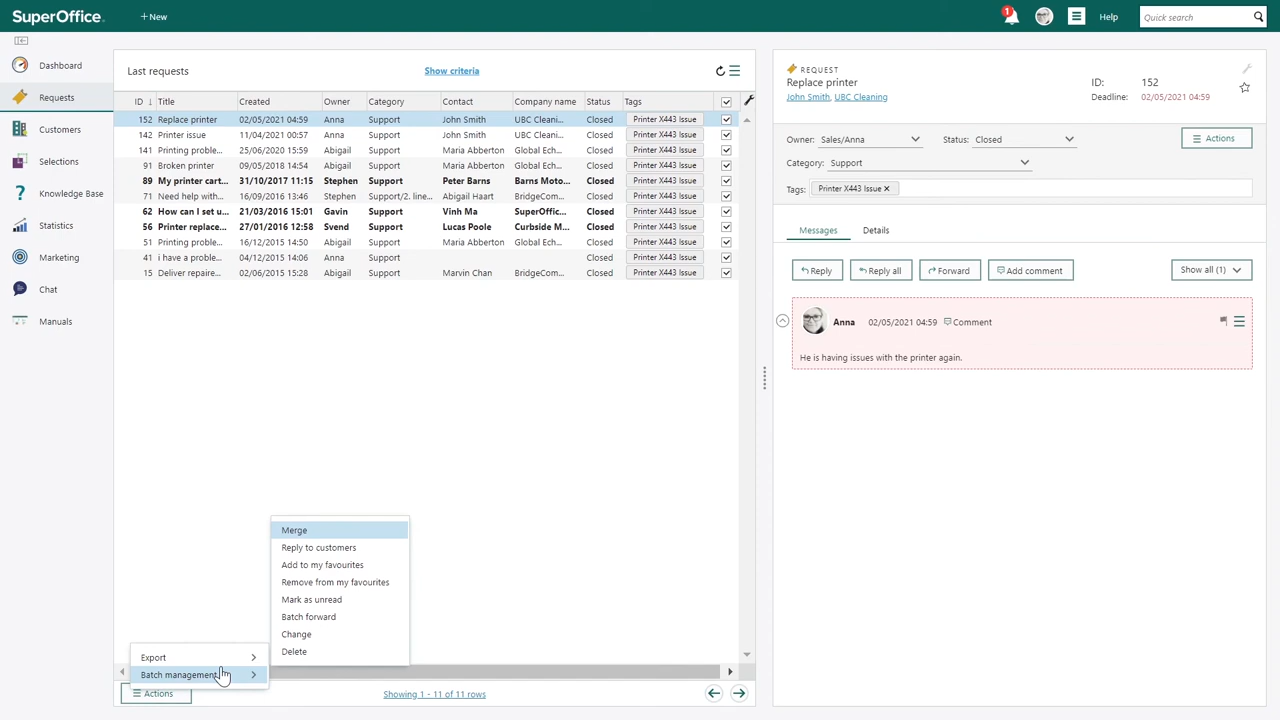 SuperOffice
+New
1
Help
Quick search
Dashboard
Requests
Customers
Selections
? Knowledge Base
Statistics
Marketing
Chat
Manuals
Last requests
Show criteria
ID ↓ Title Created Owner Category Contact Company name Status Tags
152 Replace printer 02/05/2021 04:59 Anna Support John Smith UBC Cleani... Closed Printer X443 Issue
142 Printer issue 11/04/2021 00:57 Anna Support John Smith UBC Cleani... Closed Printer X443 Issue
141 Printing proble... 25/06/2020 15:59 Abigail Support Maria Abberton Global Ech... Closed Printer X443 Issue
91 Broken printer 09/05/2018 14:54 Abigail Support Maria Abberton Global Ech... Closed Printer X443 Issue
89 My printer cart... 31/10/2017 11:15 Stephen Support Peter Barns Barns Moto... Closed Printer X443 Issue
71 Need help with... 16/09/2016 13:46 Stephen Support/2. line... Abigail Haart BridgeCom... Closed Printer X443 Issue
62 How can I set u... 21/03/2016 15:01 Gavin Support Vinh Ma SuperOffic... Closed Printer X443 Issue
56 Printer replace... 27/01/2016 12:58 Svend Support Lucas Poole Curbside M... Closed Printer X443 Issue
51 Printing proble... 16/12/2015 14:50 Abigail Support Maria Abberton Global Ech... Closed Printer X443 Issue
41 i have a proble... 04/12/2015 14:06 Anna Support Closed Printer X443 Issue
15 Deliver repaire... 02/06/2015 15:28 Abigail Support Marvin Chan BridgeCom... Closed Printer X443 Issue
Merge
Reply to customers
Add to my favourites
Remove from my favourites
Mark as unread
Batch forward
Change
Delete
Export
Batch management
Actions
Showing 1 - 11 of 11 rows
REQUEST
Replace printer
John Smith, UBC Cleaning
ID: 152
Deadline: 02/05/2021 04:59
Owner: Sales/Anna Status: Closed
Actions
Category: Support
Tags: Printer X443 Issue ×
Messages Details
Reply Reply all Forward Add comment Show all (1)
Anna 02/05/2021 04:59 Comment
He is having issues with the printer again.